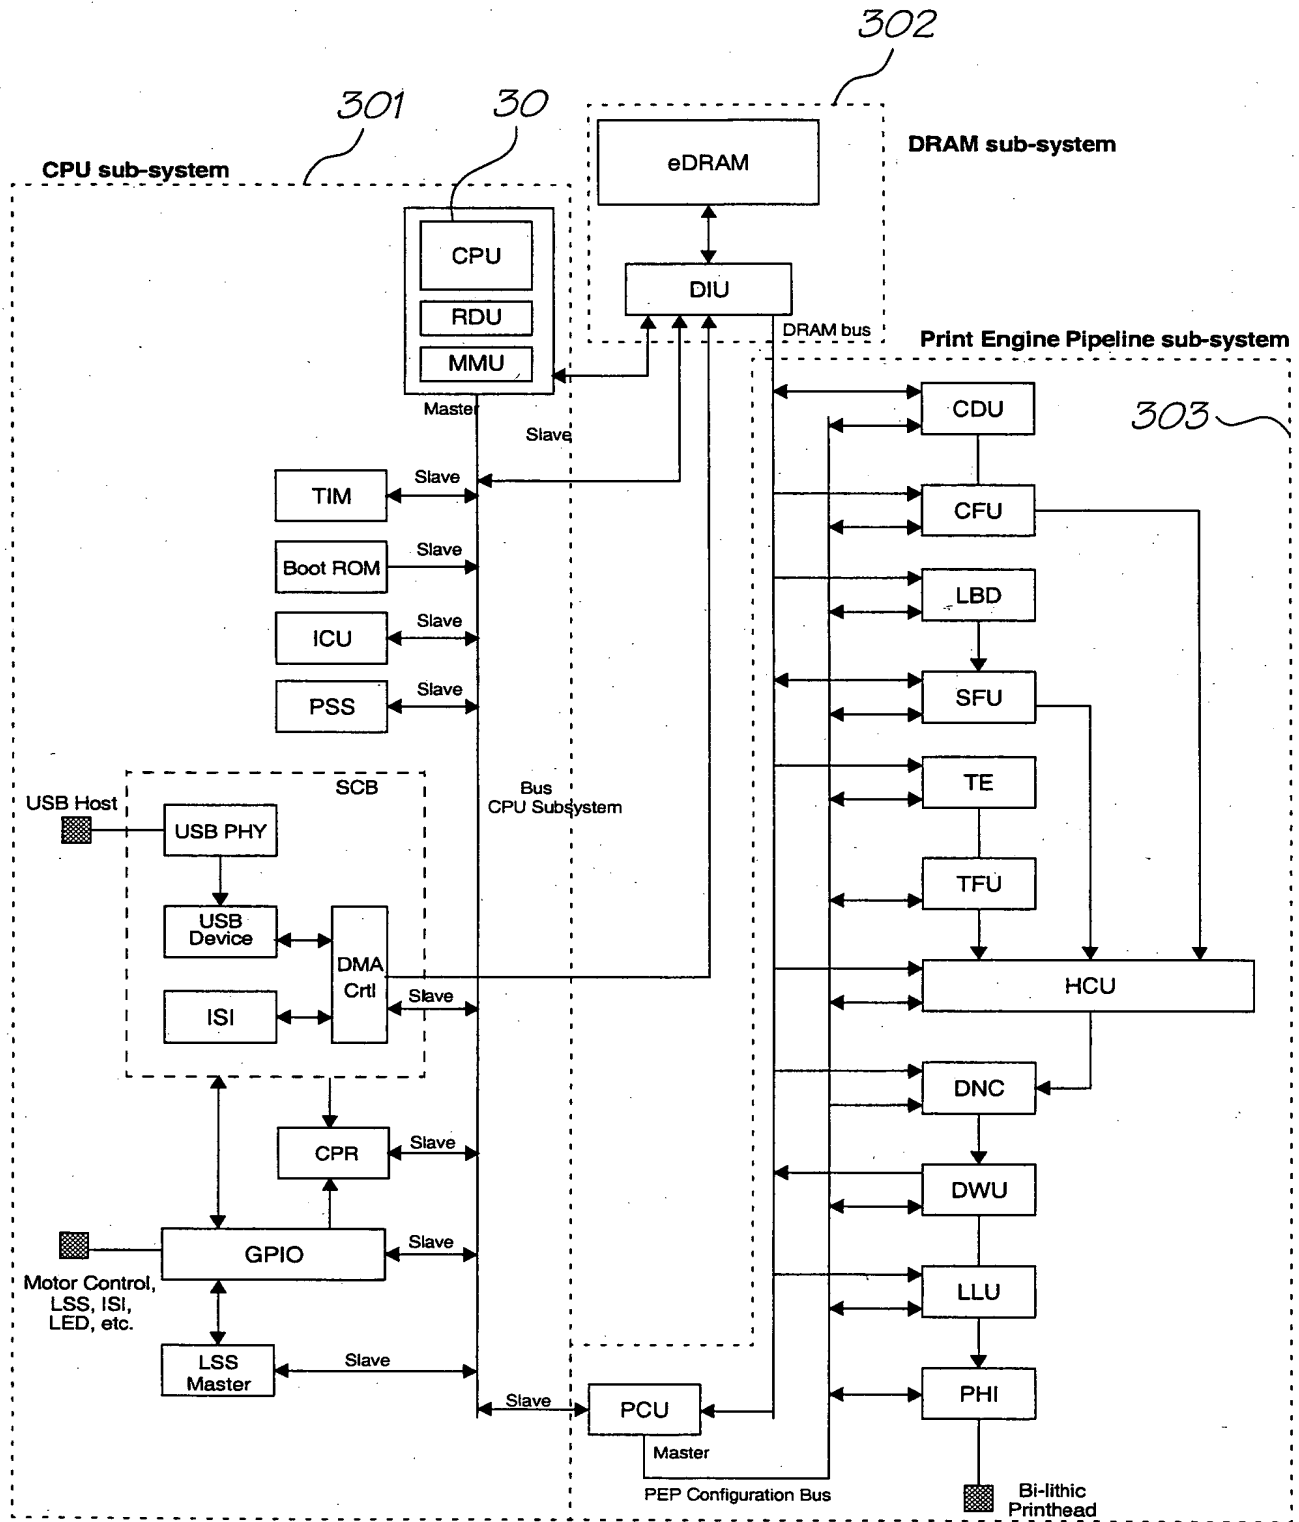 302
301
30
DRAM sub-system
CPU sub-system
eDRAM
CPU
DIU
RDU
DRAM bus
Print Engine Pipeline sub-system
MMU
Master
CDU
303
Slave
Slave
TIM
CFU
Slave
Boot ROM
LBD
Slave
ICU
Slave
PSS
SFU
SCB
Bus
CPU Subsystem
TE
USB Host
USB PHY
TFU
USB
Device
DMA
Crtl
HCU
Slave
ISI
DNC
Slave
CPR
DWU
Slave
GPIO
Motor Control,
LSS, ISI,
LED, etc.
LLU
Slave
LSS
Master
PHI
Slave
PCU
Master
PEP Configuration Bus
Bi-lithic
Printhead